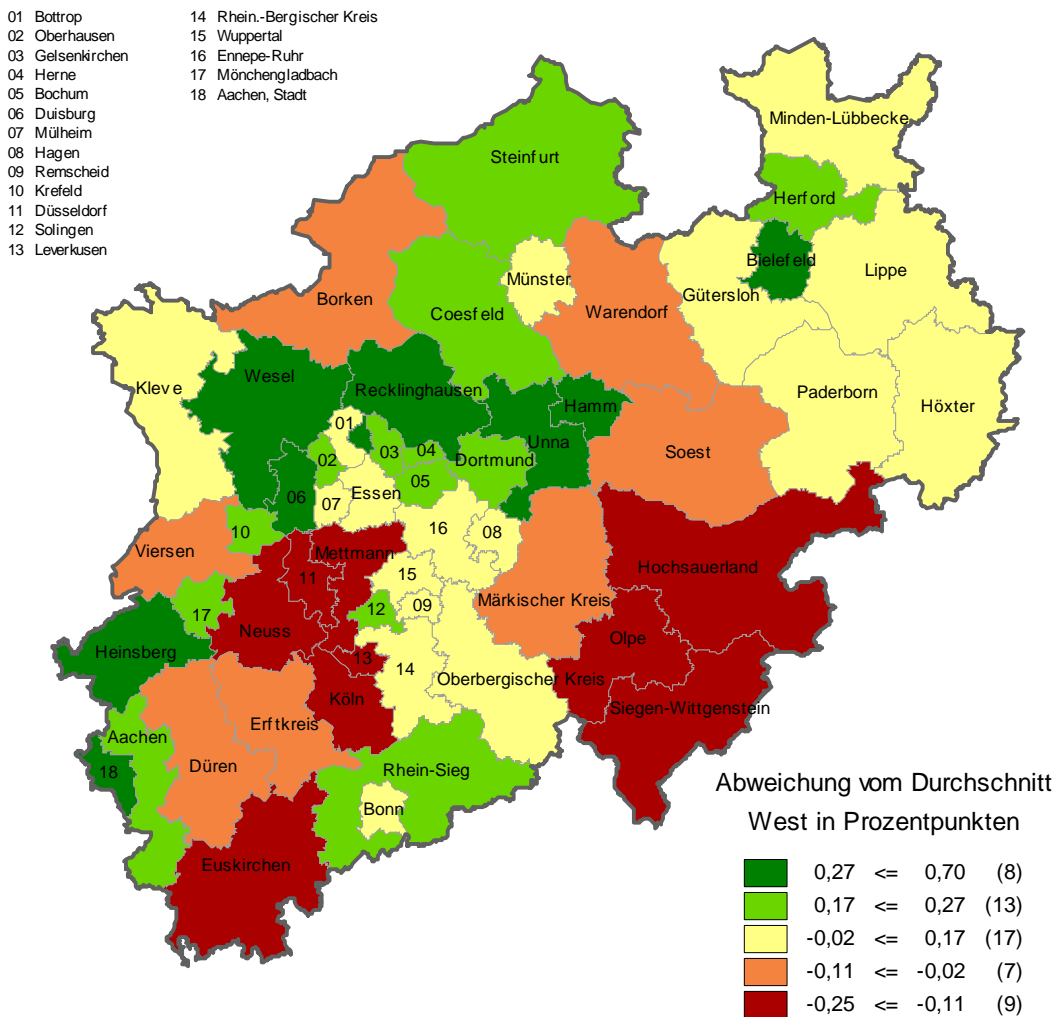 01 Bottrop
02 Oberhausen
03 Gelsenkirchen
04 Herne
05 Bochum
06 Duisburg
07 Mülheim
08 Hagen
09 Remscheid
10 Krefeld
11 Düsseldorf
12 Solingen
13 Leverkusen
14 Rhein.-Bergischer Kreis
15 Wuppertal
16 Ennepe-Ruhr
17 Mönchengladbach
18 Aachen, Stadt
Minden-Lübbecke
Steinfurt
Herford
Bielefeld
Lippe
Münster
Gütersloh
Borken
Coesfeld
Warendorf
Wesel
Kleve
Recklinghausen
Paderborn
Hamm
Höxter
01
Unna
03
04
Soest
02
Dortmund
05
Essen
06
07
16
08
10
Viersen
Mettmann
Hochsauerland
11
15
Märkischer Kreis
09
12
17
Neuss
Olpe
Heinsberg
13
14
Oberbergischer Kreis
Köln
Siegen-Wittgenstein
Erftkreis
Aachen
Düren
18
Rhein-Sieg
Bonn
Euskirchen
Abweichung vom Durchschnitt
West in Prozentpunkten
0,27 <= 0,70 (8)
0,17 <= 0,27 (13)
-0,02 <= 0,17 (17)
-0,11 <= -0,02 (7)
-0,25 <= -0,11 (9)